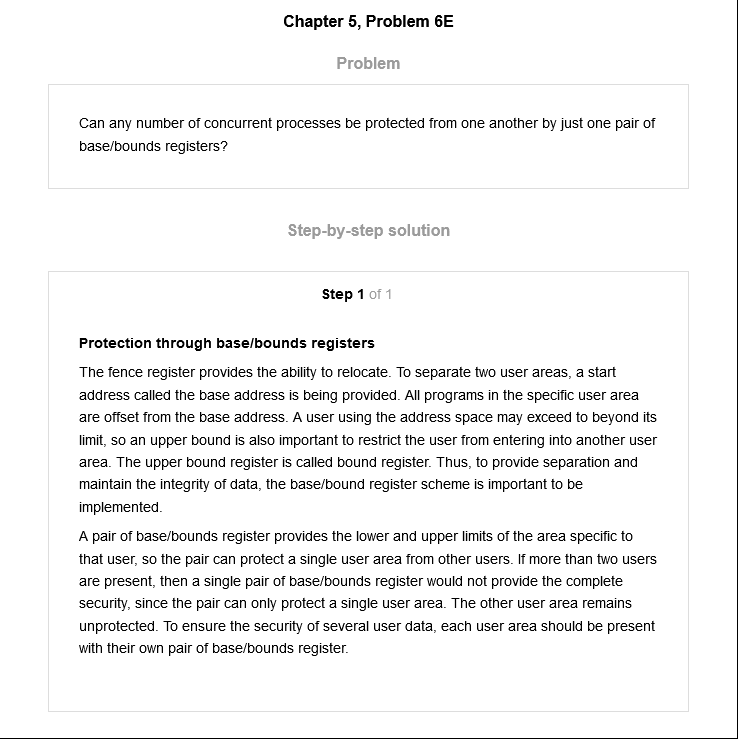 Chapter 5, Problem 6E
Problem
Can any number of concurrent processes be protected from one another by just one pair of
base/bounds registers?
Step-by-step solution
Step 1 of 1
Protection through base/bounds registers
The fence register provides the ability to relocate. To separate two user areas, a start
address called the base address is being provided. All programs in the specific user area
are offset from the base address. A user using the address space may exceed to beyond its
limit, so an upper bound is also important to restrict the user from entering into another user
area. The upper bound register is called bound register. Thus, to provide separation and
maintain the integrity of data, the base/bound register scheme is important to be
implemented.
A pair of base/bounds register provides the lower and upper limits of the area specific to
that user, so the pair can protect a single user area from other users. If more than two users
are present, then a single pair of base/bounds register would not provide the complete
security, since the pair can only protect a single user area. The other user area remains
unprotected. To ensure the security of several user data, each user area should be present
with their own pair of base/bounds register.